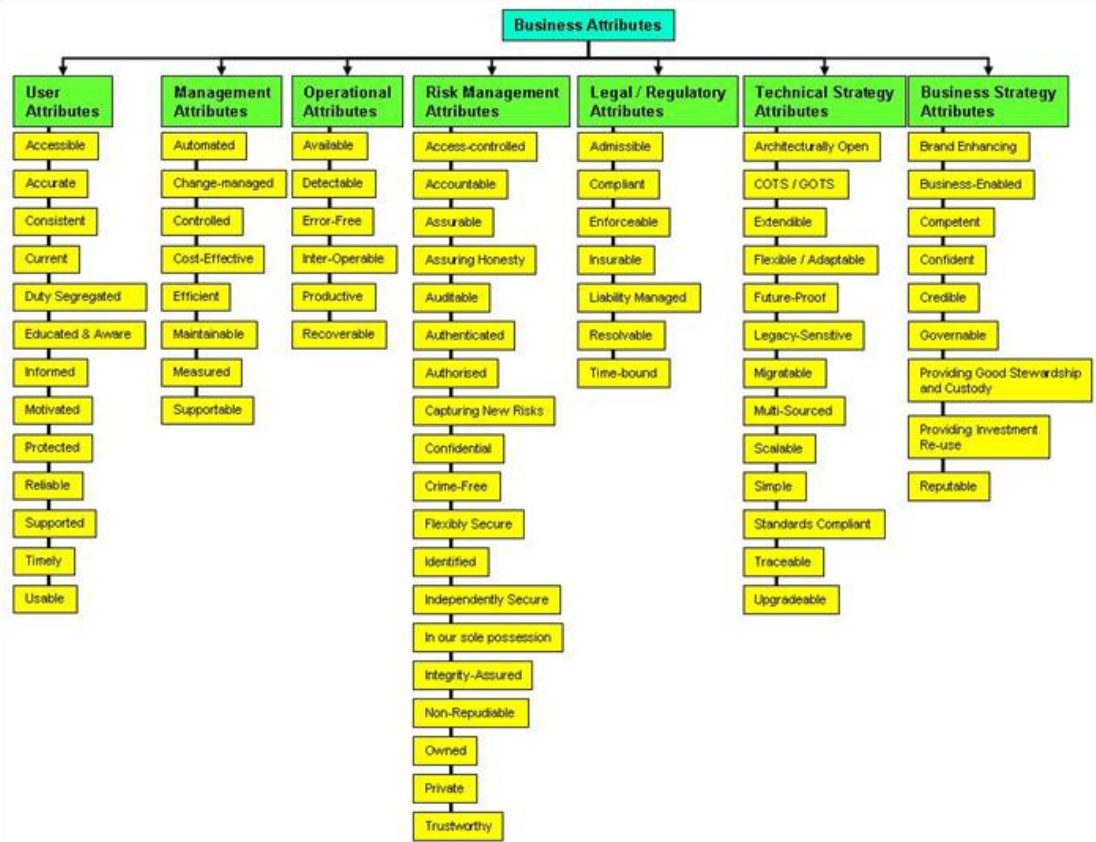 Business Attributes
User
Attributes
Accessible
Accurate
Consistent
Current
Duty Segregated
Educated & Aware
Informed
Motivated
Protected
Reliable
Supported
Timely
Usable
Management
Attributes
Automated
Change-managed
Controlled
Cost-Effective
Efficient
Maintainable
Measured
Supportable
Operational
Attributes
Available
Detectable
Error-Free
Inter-Operable
Productive
Recoverable
Risk Management
Attributes
Access-controlled
Accountable
Assurable
Assuring Honesty
Auditable
Authenticated
Authorised
Capturing New Risks
Confidential
Crime-Free
Flexibly Secure
Identified
Independently Secure
In our sole possession
Integrity-Assured
Non-Repudiable
Owned
Private
Trustworthy
Legal / Regulatory
Attributes
Admissible
Compliant
Enforceable
Insurable
Liability Managed
Resolvable
Time-bound
Technical Strategy
Attributes
Architecturally Open
COTS / GOTS
Extendible
Flexible / Adaptable
Future-Proof
Legacy-Sensitive
Migratable
Multi-Sourced
Scalable
Simple
Standards Compliant
Traceable
Upgradeable
Business Strategy
Attributes
Brand Enhancing
Business-Enabled
Competent
Confident
Credible
Governable
Providing Good Stewardship
and Custody
Providing Investment
Re-use
Reputable